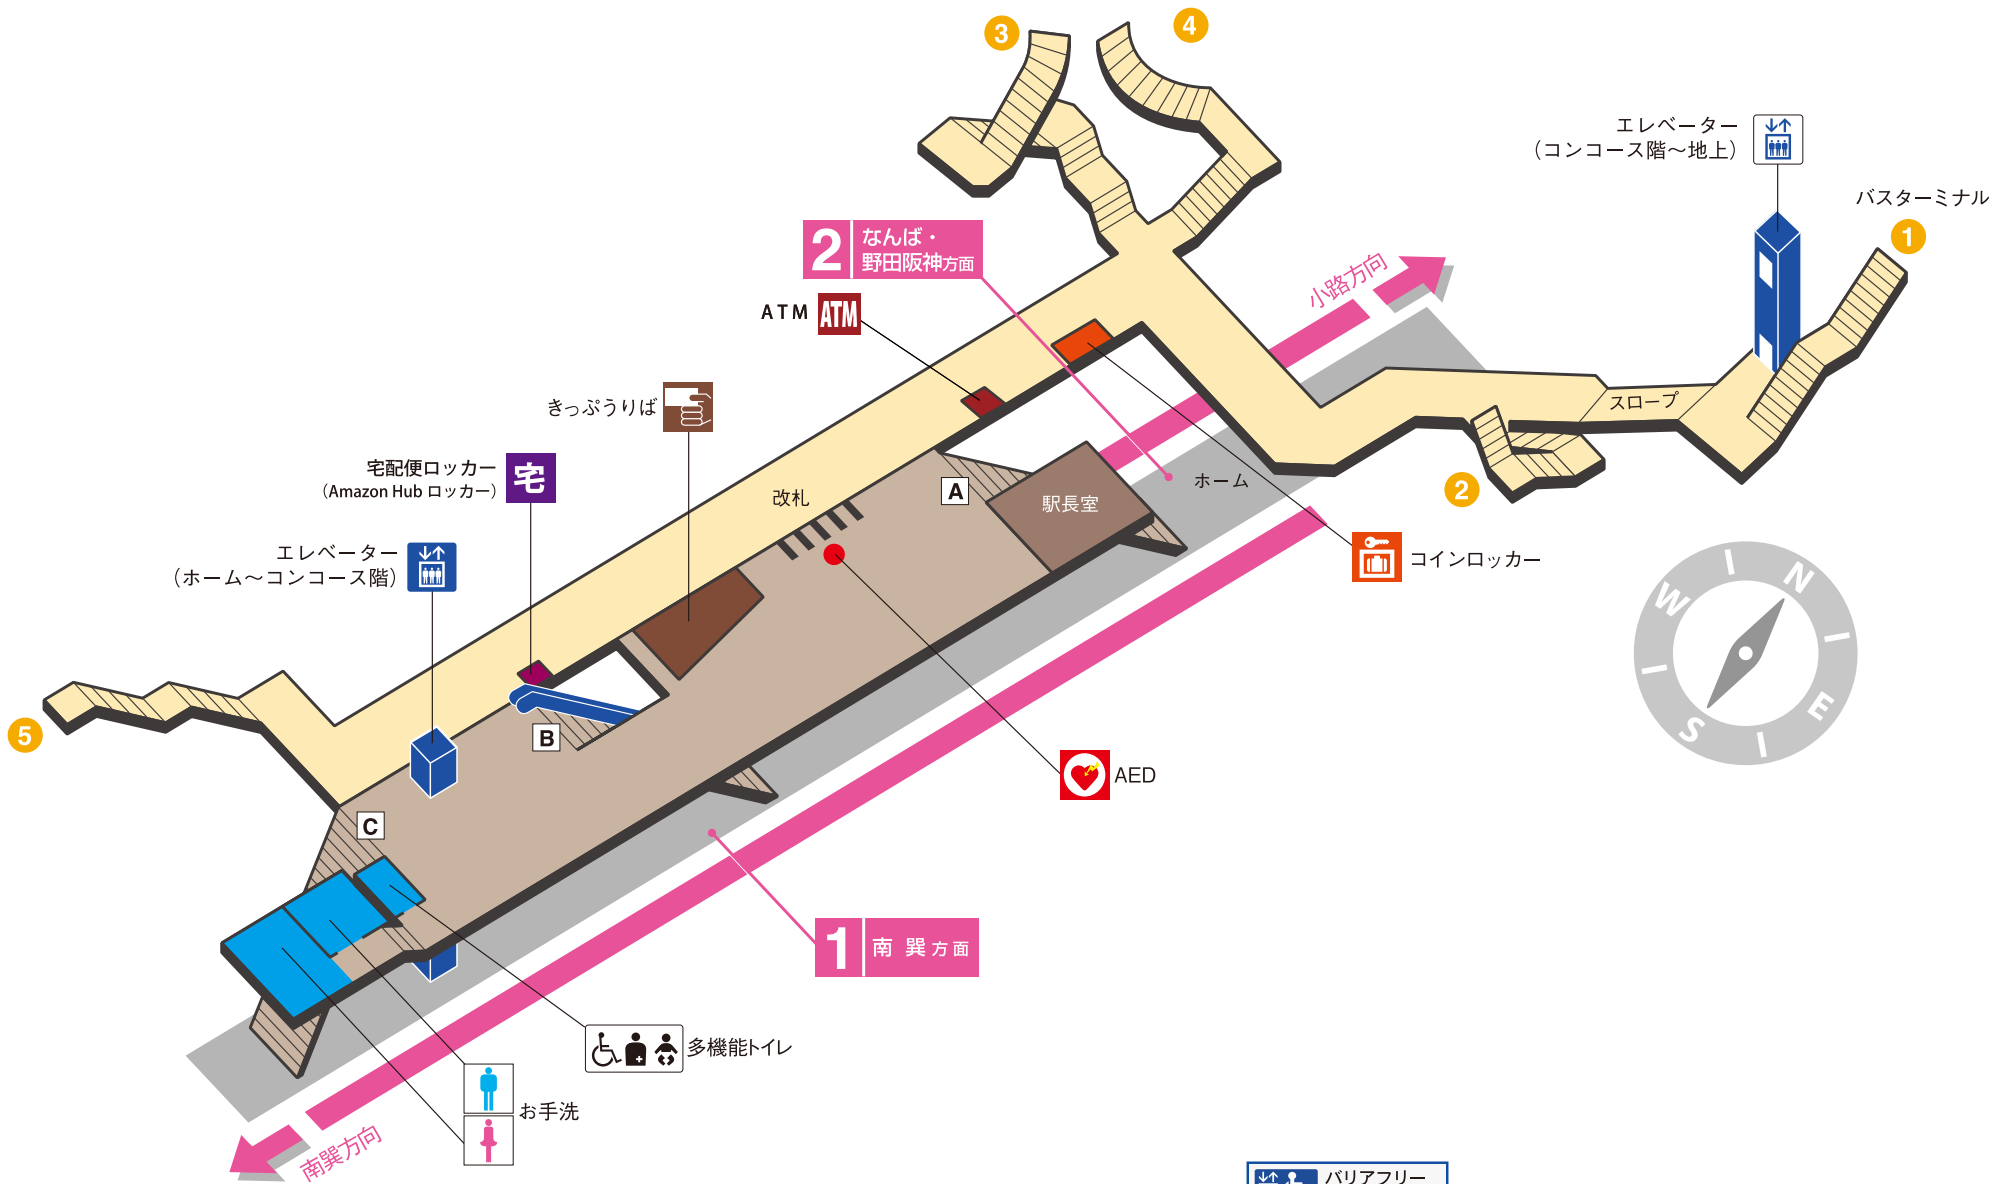 3
4
エレベーター
（コンコース階～地上）
バスターミナル
1
2 なんば・
野田阪神方面
小路方向
ATM ATM
きっぷうりば
スロープ
宅配便ロッカー
（Amazon Hub ロッカー）
宅
改札
A
駅長室
ホーム
2
エレベーター
（ホーム～コンコース階）
コインロッカー
N
W
E
S
5
B
AED
C
1 南巽方面
多機能トイレ
お手洗
南巽方向
バリアフリー